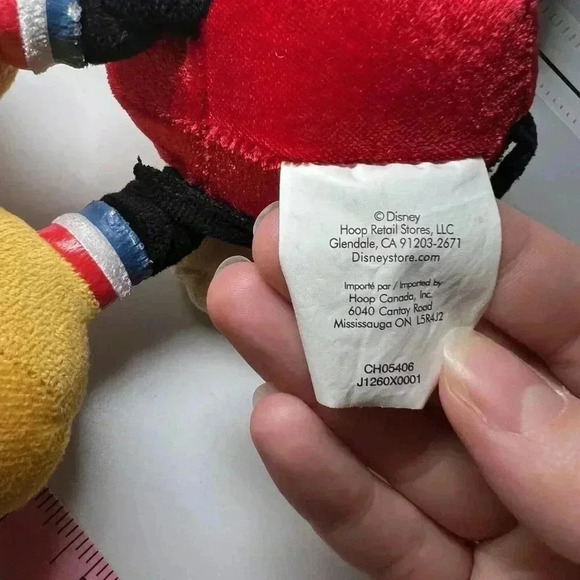 © Disney
Hoop Retail Stores, LLC
Glendale, CA 91203-2671
Disneystore.com
Importé par / Imported by:
Hoop Canada, Inc.
6040 Cantay Road
Mississauga ON L5R4J2
CH05406
J1260X0001